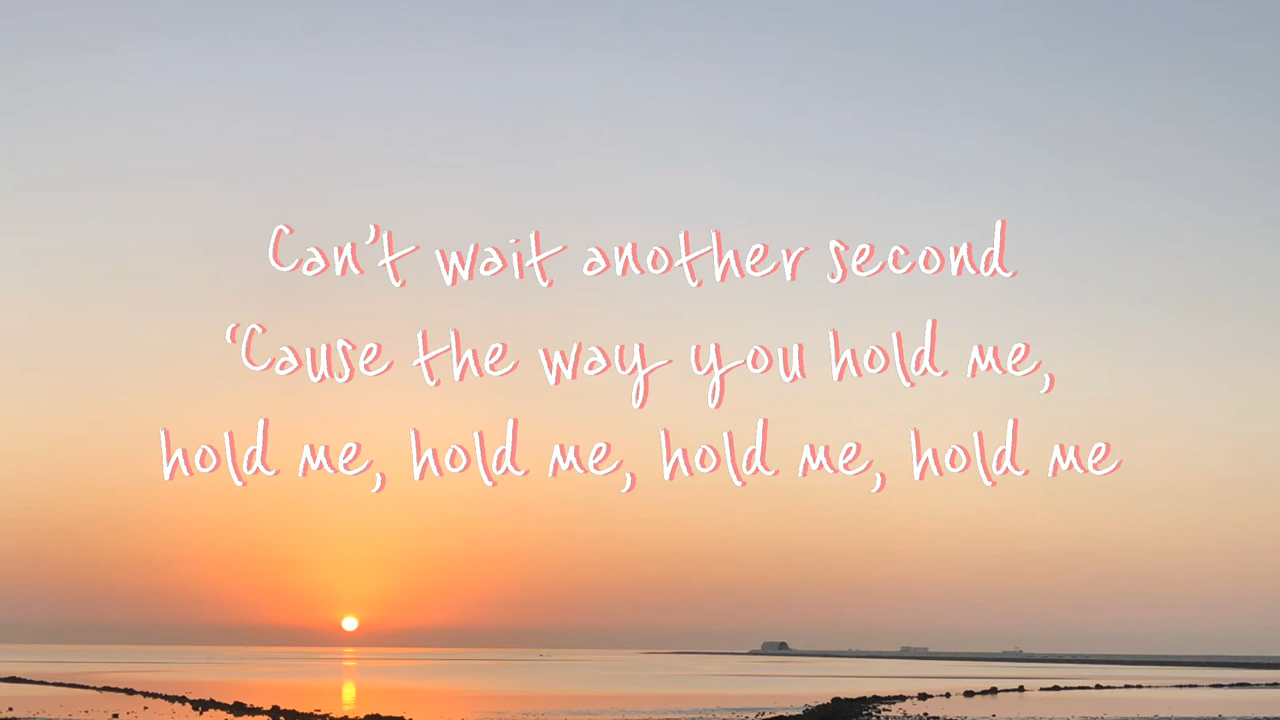 Can't wait another second
'Cause the way you hold me,
hold me, hold me, hold me, hold me